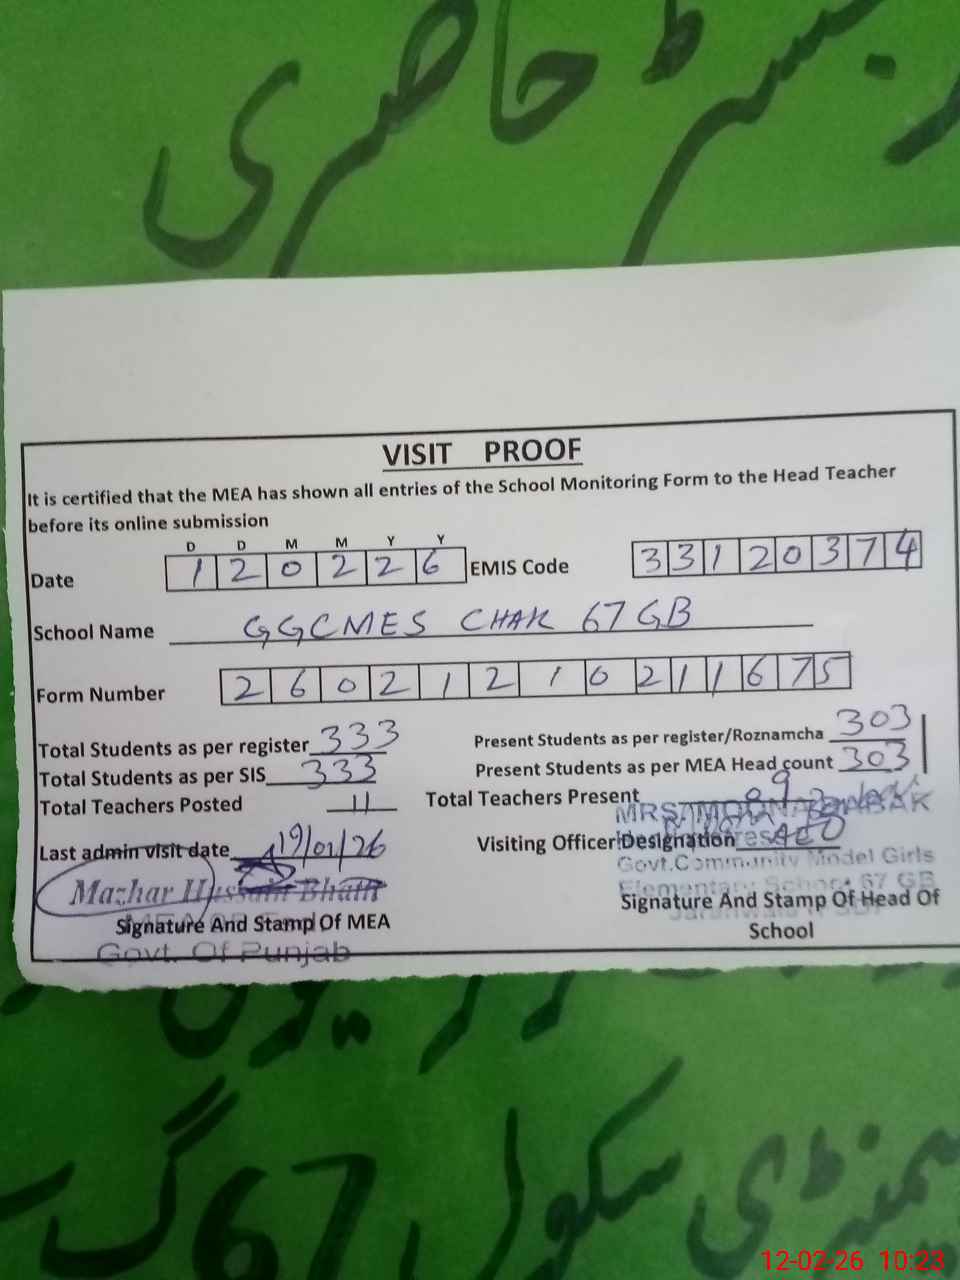 رجسٹر حاضری
VISIT PROOF
It is certified that the MEA has shown all entries of the School Monitoring Form to the Head Teacher
before its online submission
D D M M Y Y
Date 1 2 0 2 2 6 EMIS Code 3 3 1 2 0 3 7 4
School Name GGCMES CHAK 67 GB
Form Number 2 6 0 2 1 2 1 0 2 1 1 6 7 5
Total Students as per register 333 Present Students as per register/Roznamcha 303
Total Students as per SIS 333 Present Students as per MEA Head count 303
Total Teachers Posted 11 Total Teachers Present 09
MRS
Last admin visit date 19/01/26 Visiting Officer Designation AEO
Govt. Community Model Girls
Mazhar Hussain Bhatti
Elementary School 67 GB
Signature And Stamp Of MEA Signature And Stamp Of Head Of
School
Govt. Of Punjab
سکول 67 گ
12-02-26 10:23